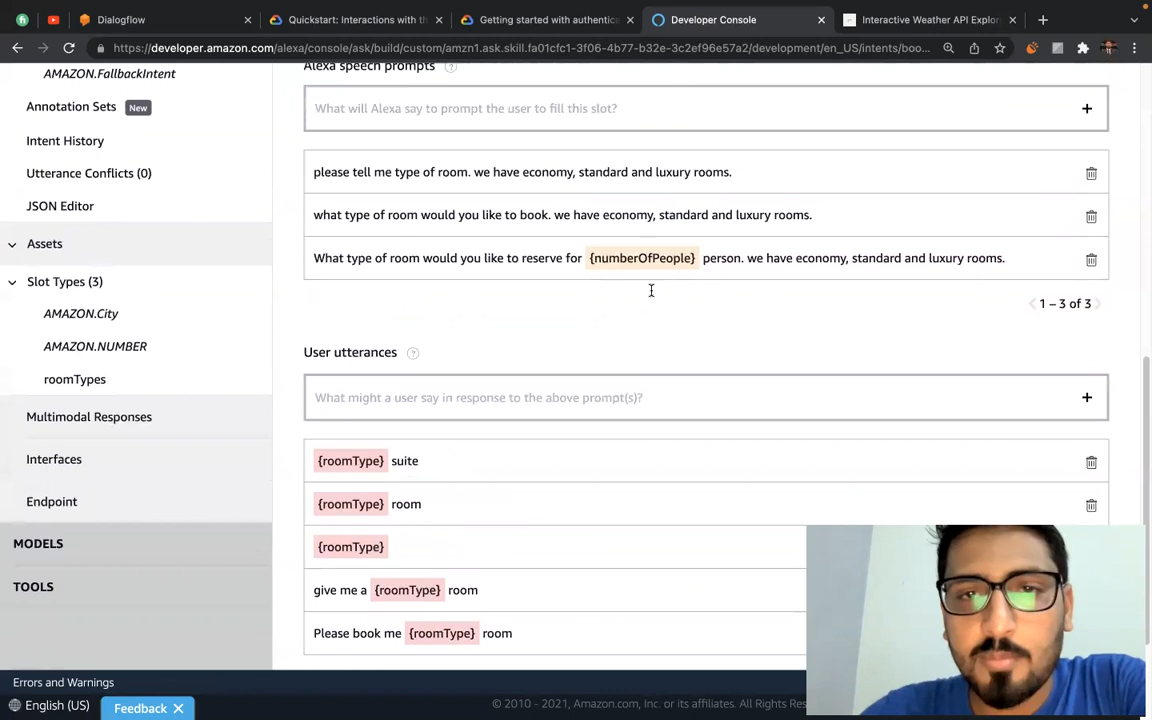 Dialogflow
Quickstart: Interactions with th
Getting started with authentic
Developer Console
Interactive Weather API Explor
https://developer.amazon.com/alexa/console/ask/build/custom/amzn1.ask.skill.fa01cfc1-3f06-4b77-b32e-3c2ef96e57a2/development/en_US/intents/boo...
AMAZON.FallbackIntent
Annotation Sets New
Intent History
Utterance Conflicts (0)
JSON Editor
Assets
Slot Types (3)
AMAZON.City
AMAZON.NUMBER
roomTypes
Multimodal Responses
Interfaces
Endpoint
MODELS
TOOLS
Alexa speech prompts ?
What will Alexa say to prompt the user to fill this slot?
please tell me type of room. we have economy, standard and luxury rooms.
what type of room would you like to book. we have economy, standard and luxury rooms.
What type of room would you like to reserve for {numberOfPeople} person. we have economy, standard and luxury rooms.
1 – 3 of 3
User utterances ?
What might a user say in response to the above prompt(s)?
{roomType} suite
{roomType} room
{roomType}
give me a {roomType} room
Please book me {roomType} room
Errors and Warnings
English (US)
Feedback
© 2010 - 2021, Amazon.com, Inc. or its affiliates. All Rights Rese